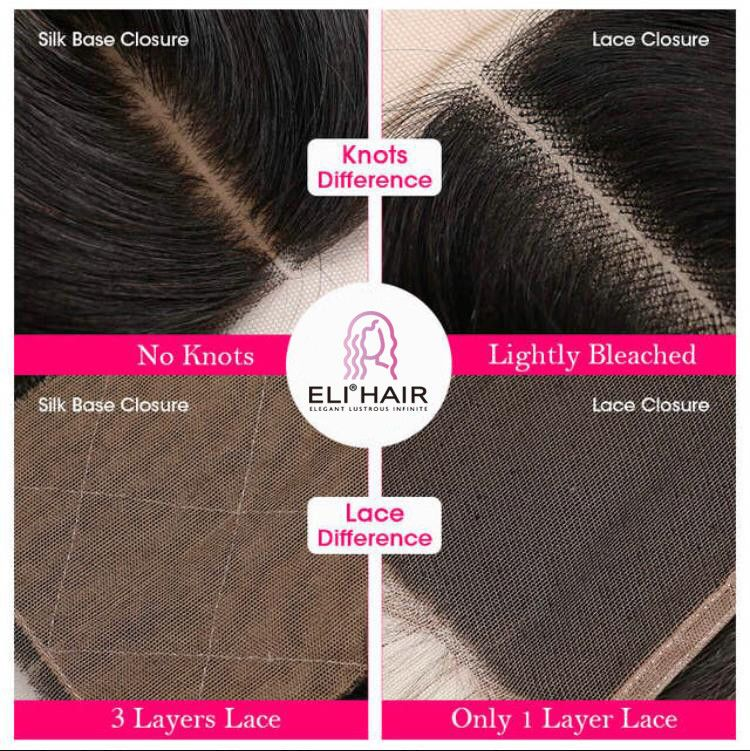 Silk Base Closure
Lace Closure
Knots
Difference
No Knots
Lightly Bleached
ELI® HAIR
ELEGANT LUSTROUS INFINITE
Silk Base Closure
Lace Closure
Lace
Difference
3 Layers Lace
Only 1 Layer Lace